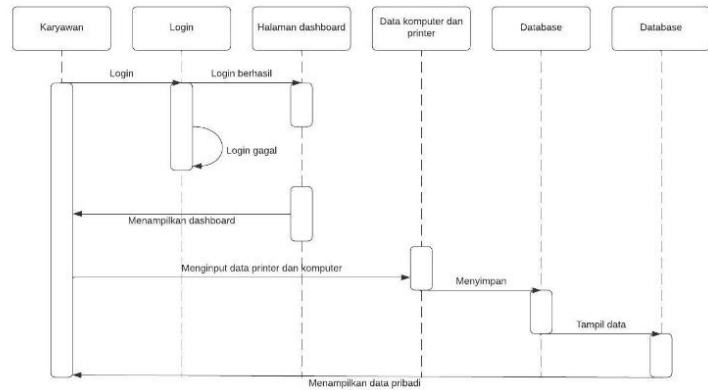 Karyawan
Login
Halaman dashboard
Data komputer dan
printer
Database
Database
Login
Login berhasil
Login gagal
Menampilkan dashboard
Menginput data printer dan komputer
Menyimpan
Tampil data
Menampilkan data pribadi